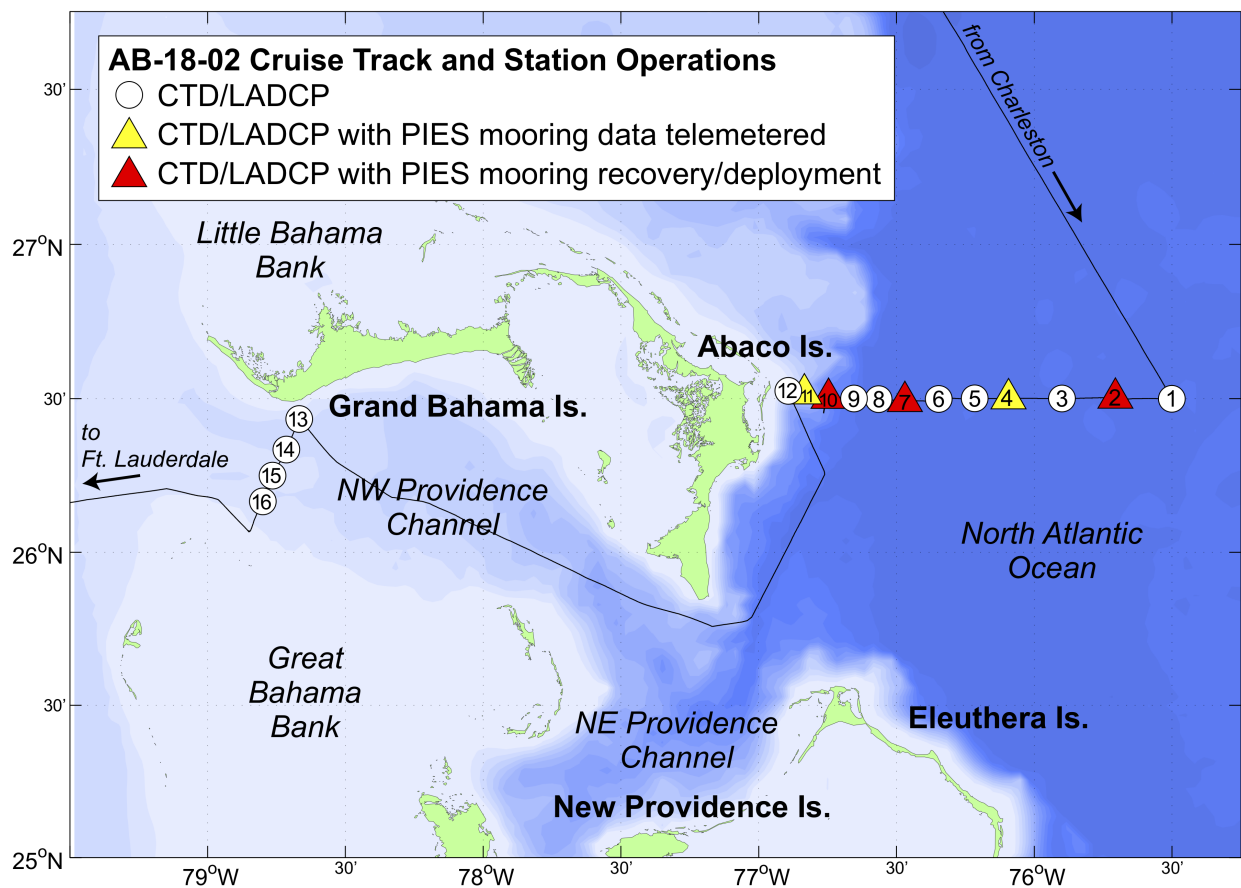 AB-18-02 Cruise Track and Station Operations
CTD/LADCP
CTD/LADCP with PIES mooring data telemetered
CTD/LADCP with PIES mooring recovery/deployment
from Charleston
30'
Little Bahama
Bank
27°N
Abaco Is.
12 11 10 9 8 7 6 5 4 3 2 1
30'
Grand Bahama Is.
13
14
15
16
to
Ft. Lauderdale
NW Providence
Channel
North Atlantic
Ocean
26°N
Great
Bahama
Bank
30'
NE Providence
Channel
Eleuthera Is.
New Providence Is.
25°N
79°W 30' 78°W 30' 77°W 30' 76°W 30'